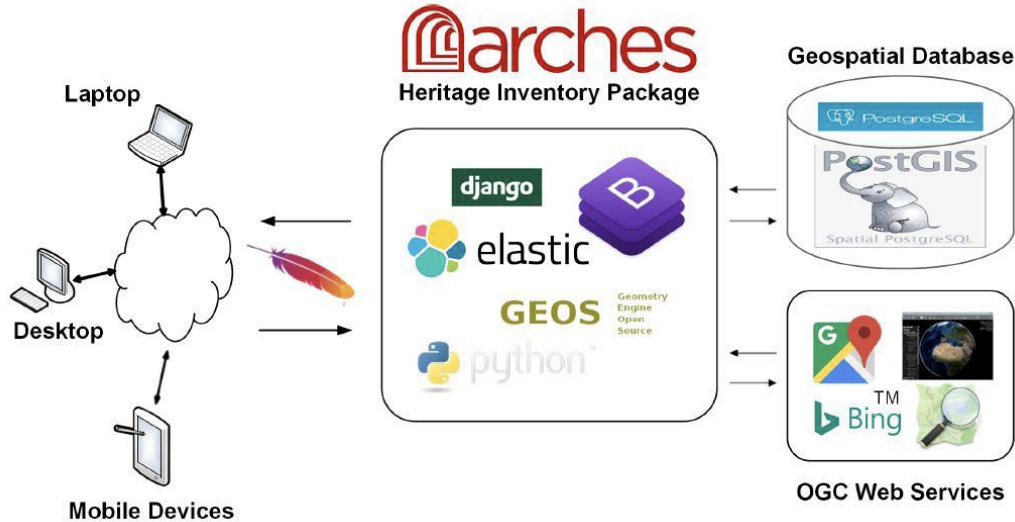 arches
Heritage Inventory Package
Geospatial Database
Laptop
PostgreSQL
PostGIS
Spatial PostgreSQL
django
B
elastic
GEOS
Geometry
Engine
Open
Source
python
Desktop
G
TM
Bing
Mobile Devices
OGC Web Services